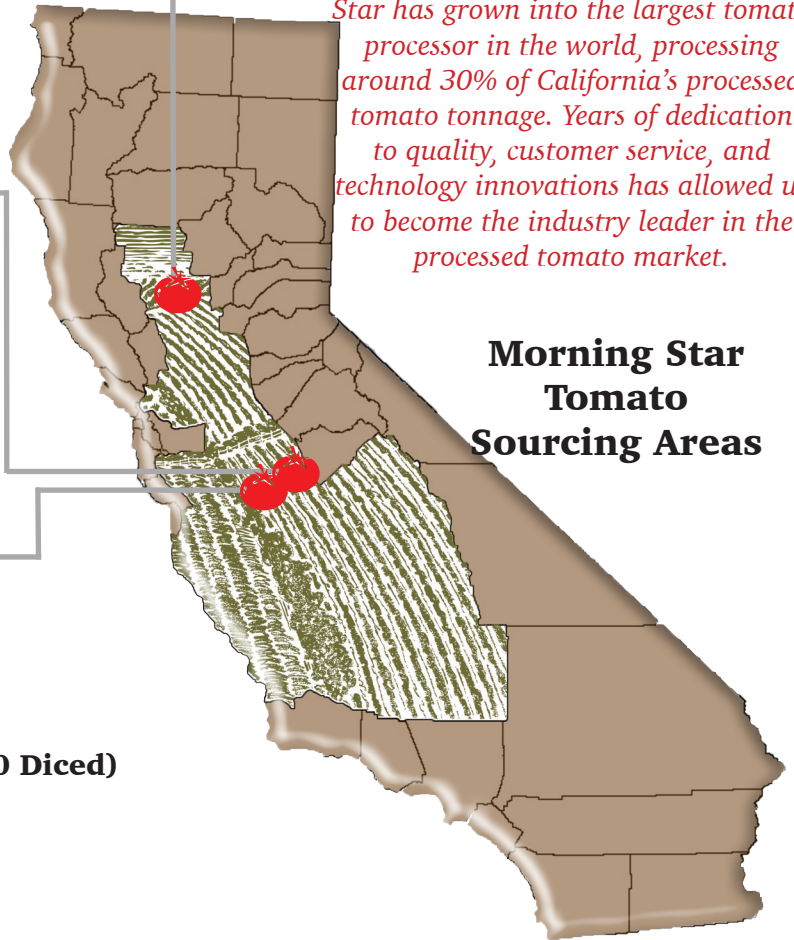 Star has grown into the largest tomat
processor in the world, processing
around 30% of California’s processed
tomato tonnage. Years of dedication
to quality, customer service, and
technology innovations has allowed u
to become the industry leader in the
processed tomato market.
Morning Star
Tomato
Sourcing Areas
0 Diced)